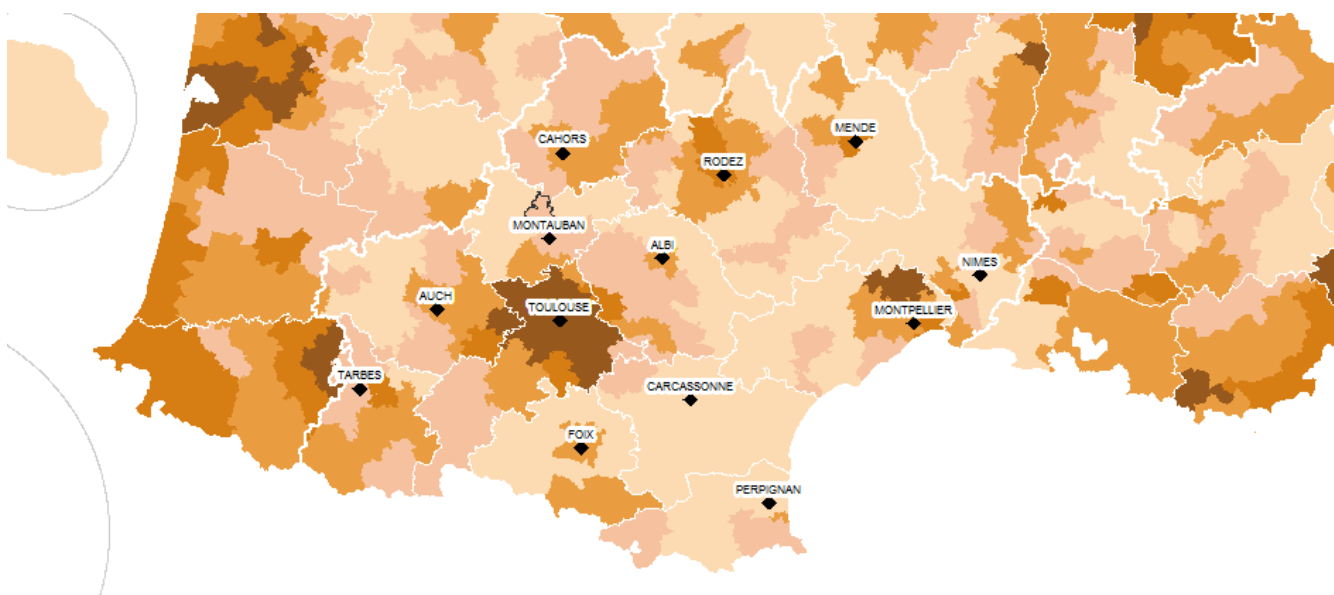 MENDE
CAHORS
RODEZ
MONTAUBAN
ALBI
NIMES
AUCH
TOULOUSE
MONTPELLIER
TARBES
CARCASSONNE
FOIX
PERPIGNAN